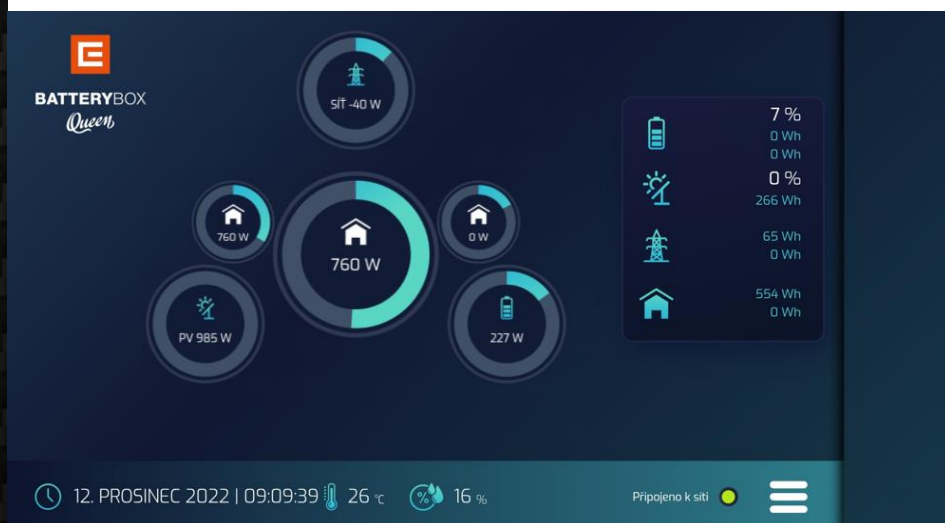 BATTERYBOX
Queen
SÍŤ -40 W
760 W
760 W
0 W
PV 985 W
227 W
7 %
0 Wh
0 Wh
0 %
266 Wh
65 Wh
0 Wh
554 Wh
0 Wh
12. PROSINEC 2022 | 09:09:39 26 °C 16 % Připojeno k síti